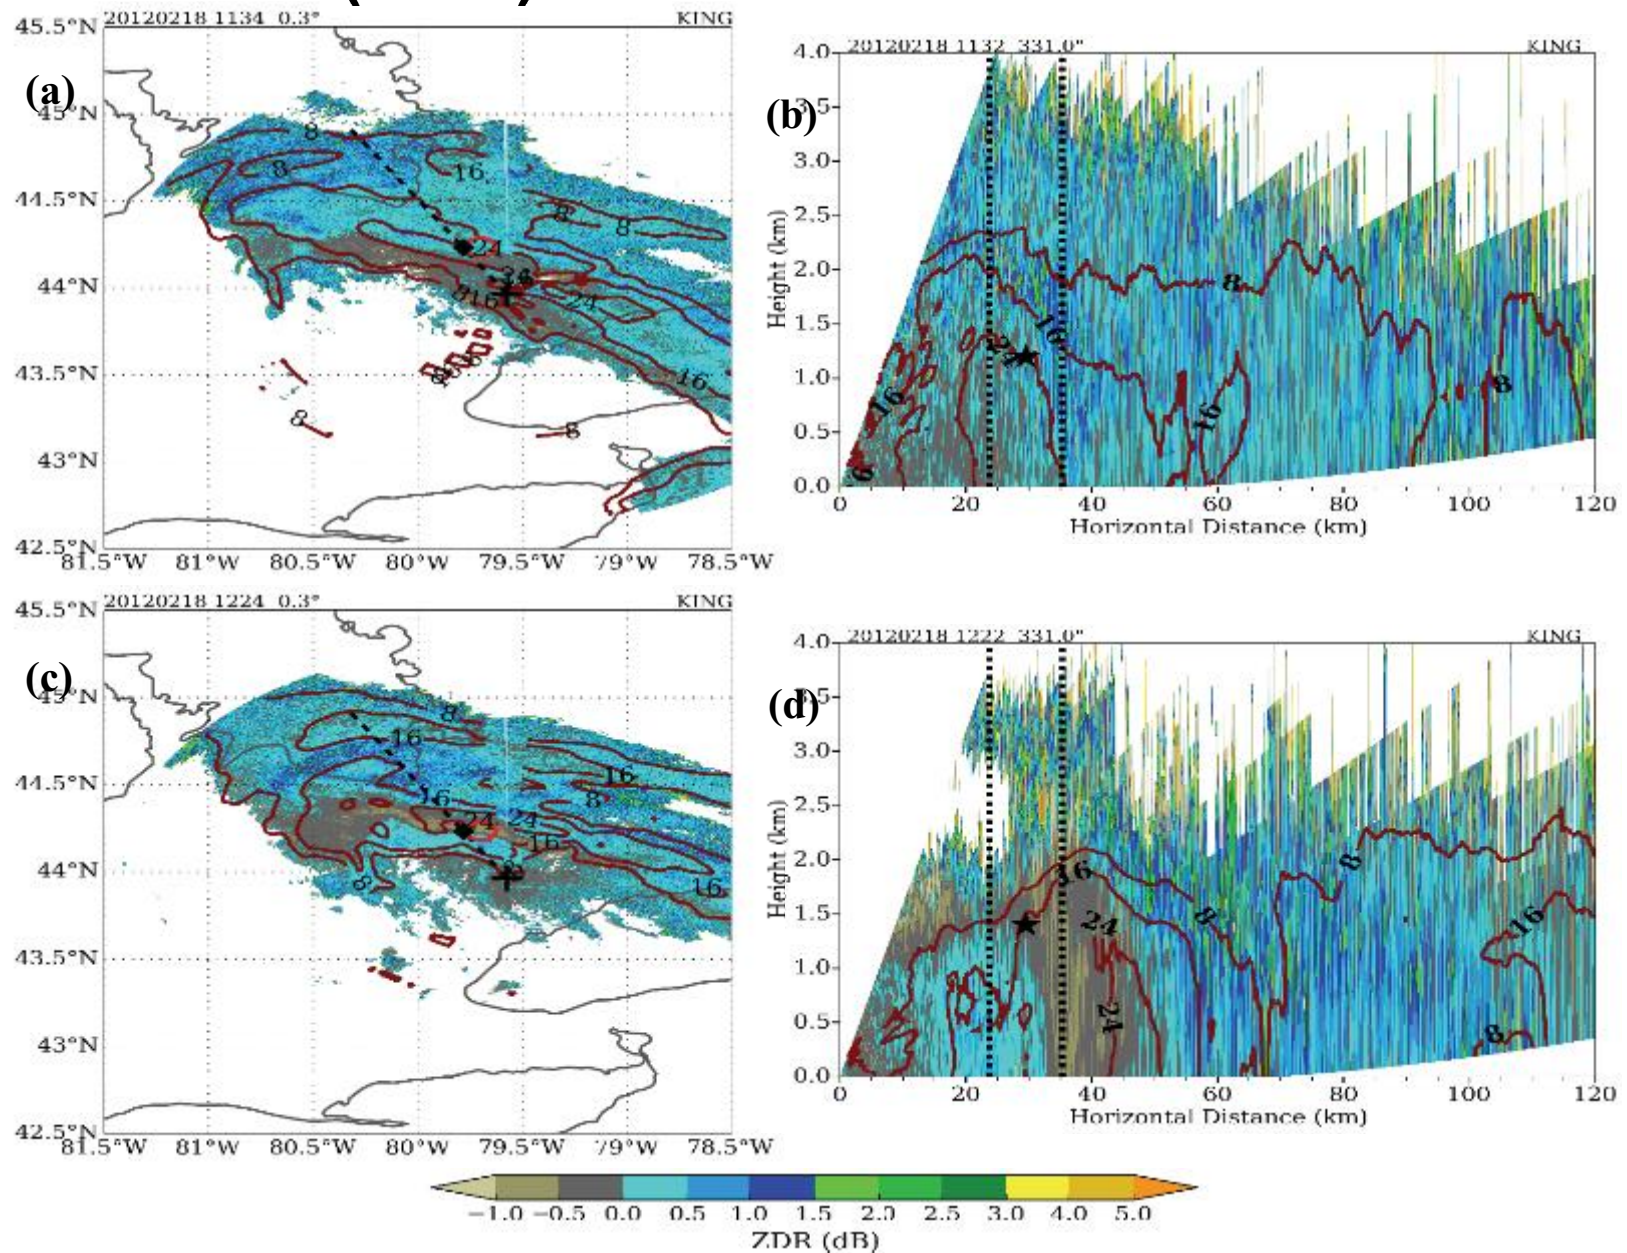 20120218 1134 0.3° KING
(a)
45.5°N
45°N
44.5°N
44°N
43.5°N
43°N
42.5°N
81.5°W 81°W 80.5°W 80°W 79.5°W 79°W 78.5°W
8
8
16
8
8
24
24
8 16
24
16
8
8
20120218 1132 331.0° KING
(b)
4.0
3.5
3.0
2.5
2.0
1.5
1.0
0.5
0.0
Height (km)
8
16
24
16
16
8
0 20 40 60 80 100 120
Horizontal Distance (km)
20120218 1224 0.3° KING
(c)
45.5°N
45°N
44.5°N
44°N
43.5°N
43°N
42.5°N
81.5°W 81°W 80.5°W 80°W 79.5°W 79°W 78.5°W
8
16
16
16
8
24
24
16
8
16
20120218 1222 331.0° KING
(d)
4.0
3.5
3.0
2.5
2.0
1.5
1.0
0.5
0.0
Height (km)
16
8
8
24
16
24
8
0 20 40 60 80 100 120
Horizontal Distance (km)
−1.0 −0.5 0.0 0.5 1.0 1.5 2.0 2.5 3.0 4.0 5.0
ZDR (dB)